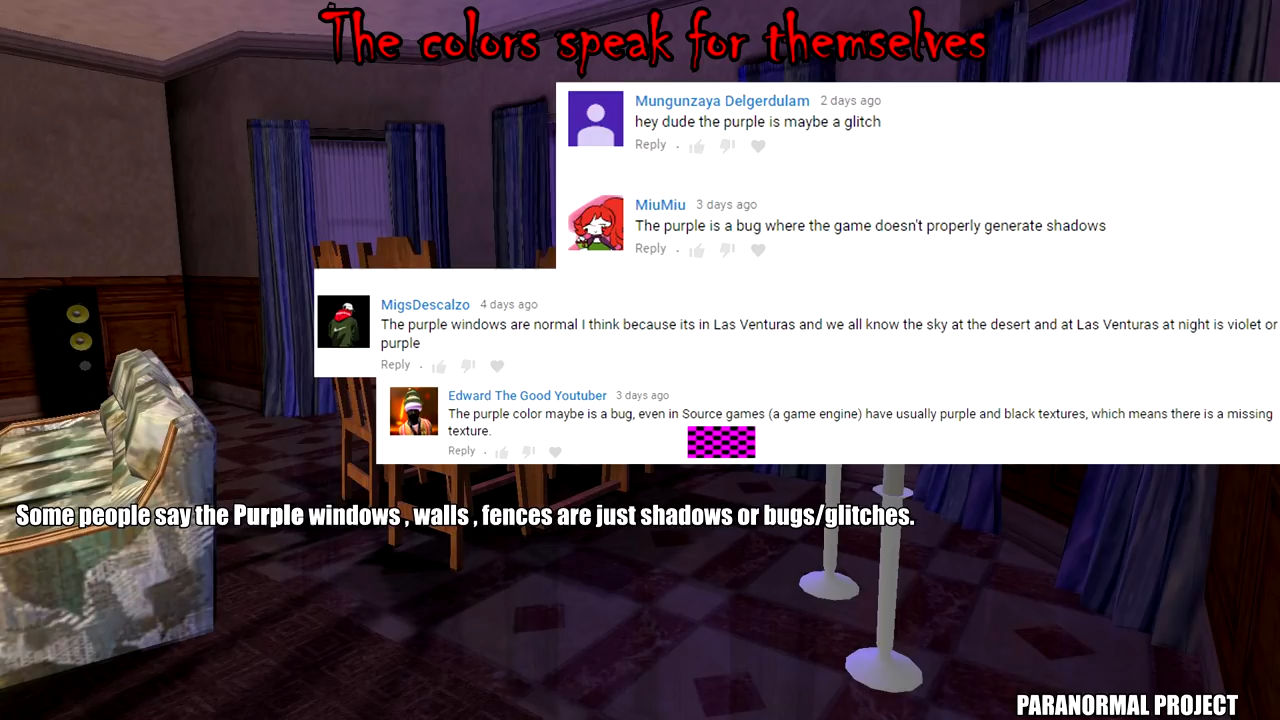 The colors speak for themselves
Mungunzaya Delgerdulam 2 days ago
hey dude the purple is maybe a glitch
Reply .
MiuMiu 3 days ago
The purple is a bug where the game doesn't properly generate shadows
Reply .
MigsDescalzo 4 days ago
The purple windows are normal I think because its in Las Venturas and we all know the sky at the desert and at Las Venturas at night is violet or
purple
Reply .
Edward The Good Youtuber 3 days ago
The purple color maybe is a bug, even in Source games (a game engine) have usually purple and black textures, which means there is a missing
texture.
Reply .
Some people say the Purple windows , walls , fences are just shadows or bugs/glitches.
PARANORMAL PROJECT